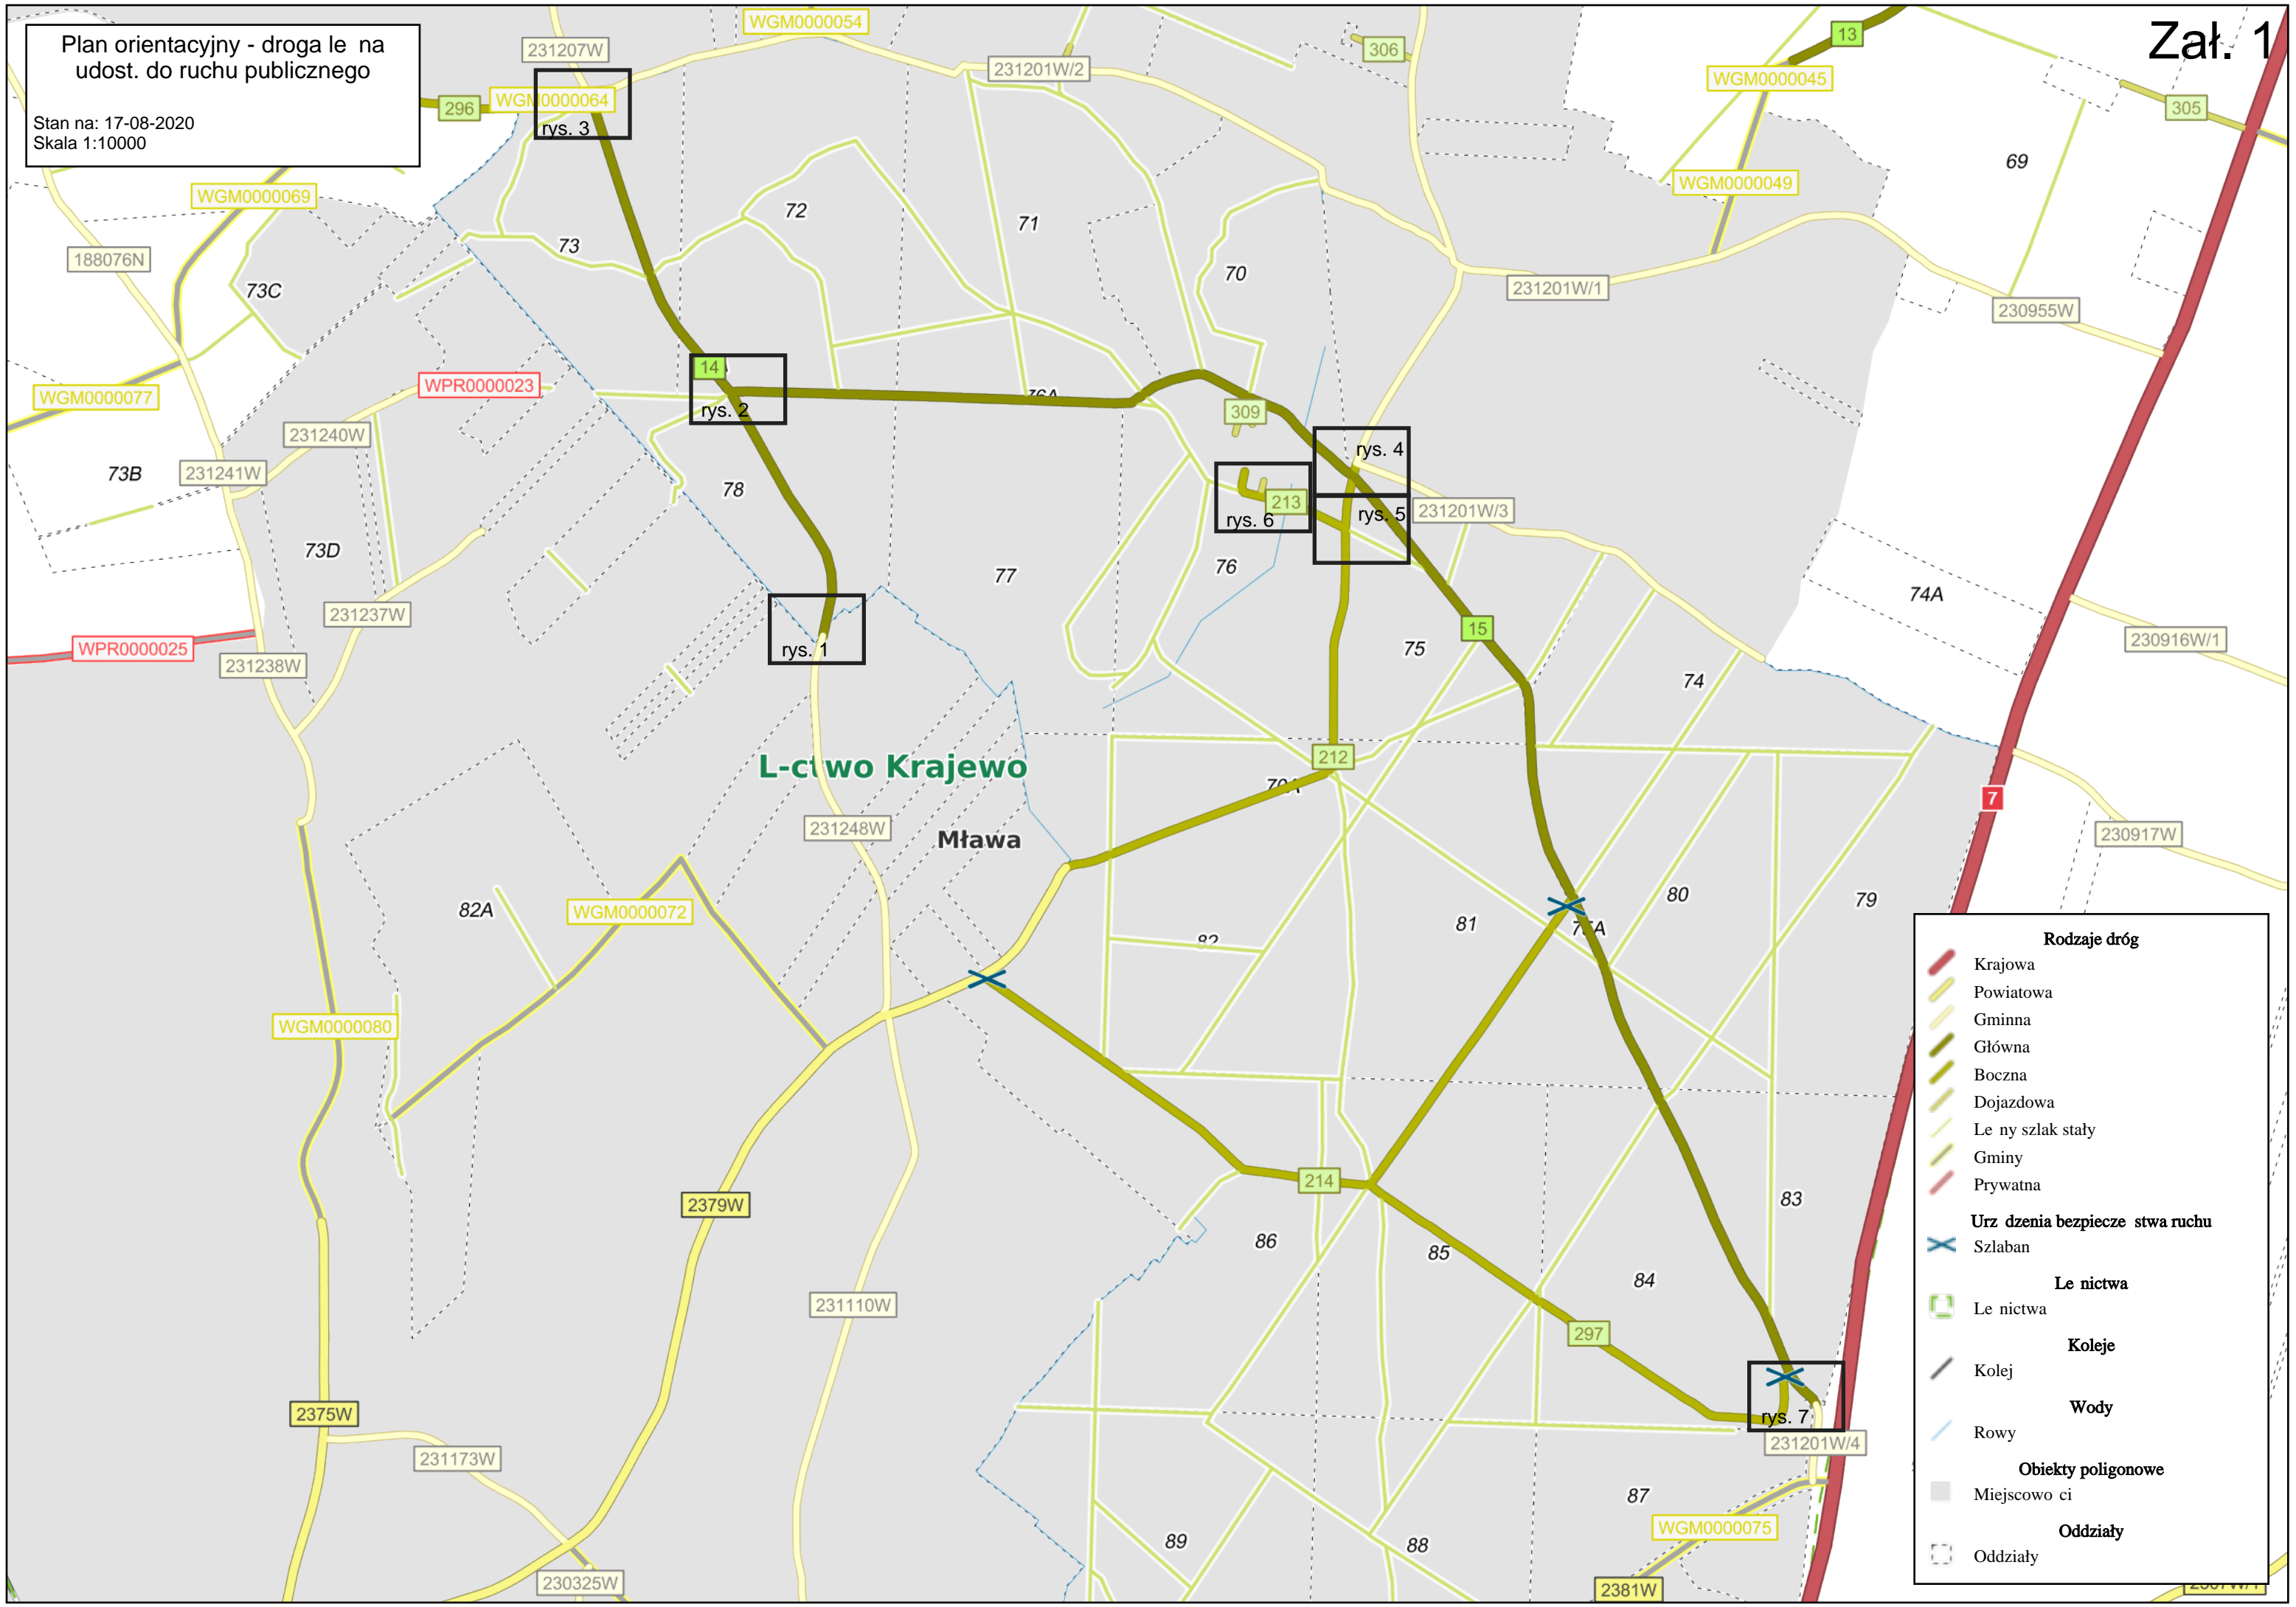 Plan orientacyjny - droga le na
udost. do ruchu publicznego
Stan na: 17-08-2020
Skala 1:10000
Zał. 1
WGM0000054
231207W
231201W/2
306
13
WGM0000045
305
296
WGM0000064
rys. 3
69
WGM0000069
WGM0000049
72
71
73
70
188076N
73C
231201W/1
230955W
14
WPR0000023
WGM0000077
76A
rys. 2
309
231240W
rys. 4
73B
231241W
78
213
rys. 6
rys. 5
231201W/3
73D
77
76
74A
231237W
15
230916W/1
WPR0000025
231238W
rys. 1
75
74
L-ctwo Krajewo
212
79A
7
231248W
Mława
230917W
82A
WGM0000072
82
81
75A
80
79
WGM0000080
214
83
2379W
86
85
84
231110W
297
2375W
rys. 7
231201W/4
231173W
87
WGM0000075
89
88
230325W
2381W
Rodzaje dróg
Krajowa
Powiatowa
Gminna
Główna
Boczna
Dojazdowa
Le ny szlak stały
Gminy
Prywatna
Urz dzenia bezpiecze stwa ruchu
Szlaban
Le nictwa
Le nictwa
Koleje
Kolej
Wody
Rowy
Obiekty poligonowe
Miejscowo ci
Oddziały
Oddziały